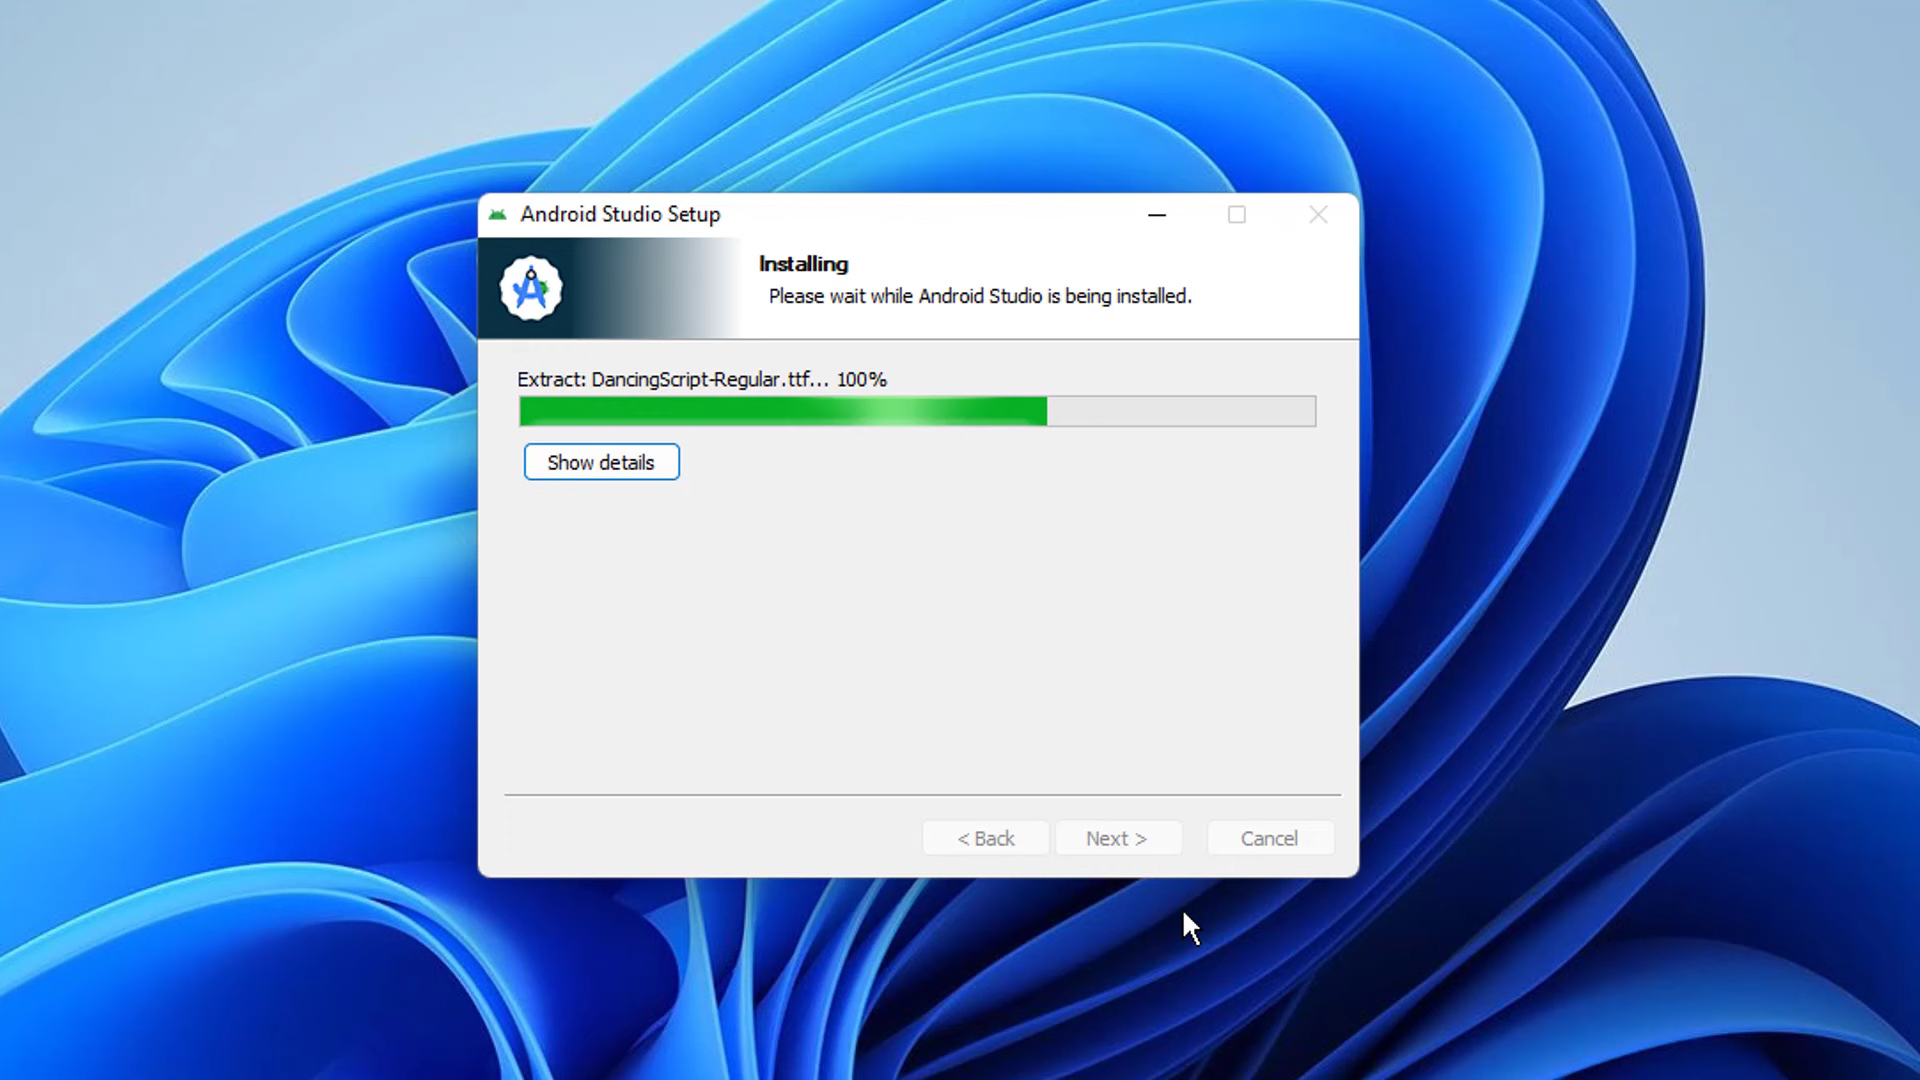 Android Studio Setup
Installing
Please wait while Android Studio is being installed.
Extract: DancingScript-Regular.ttf... 100%
Show details
< Back
Next >
Cancel